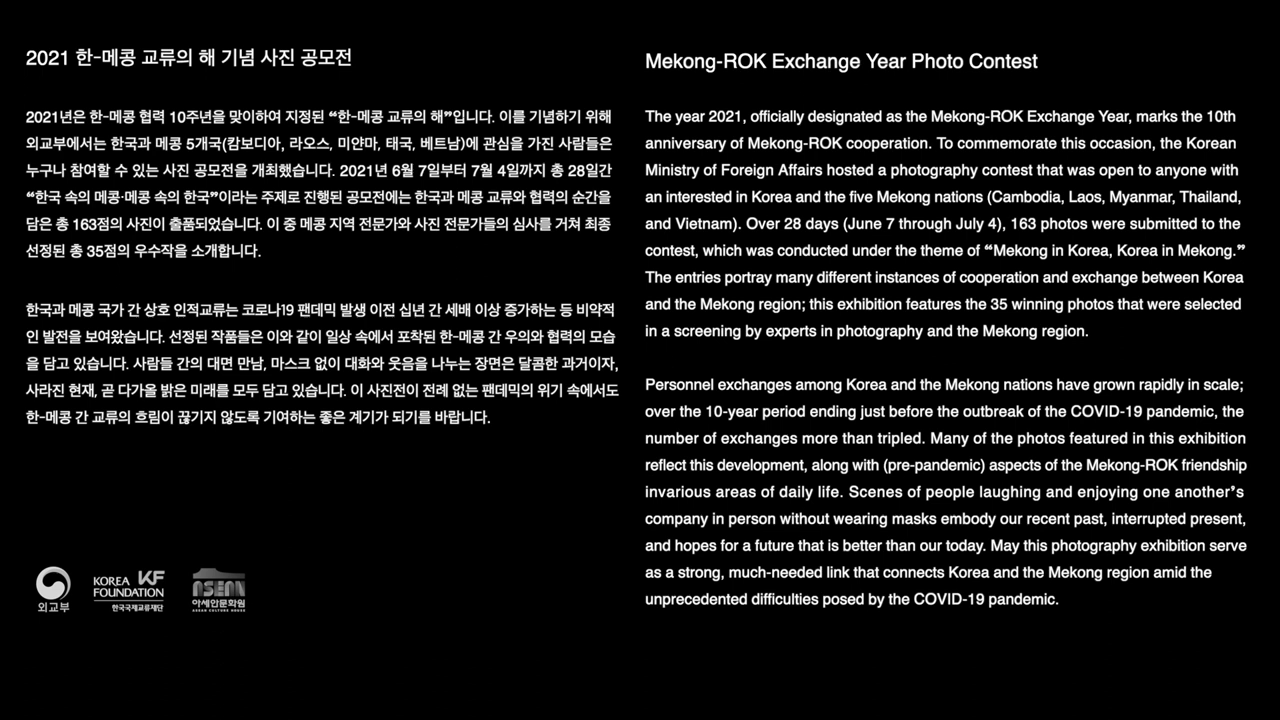 2021 한-메콩 교류의 해 기념 사진 공모전
2021년은 한-메콩 협력 10주년을 맞이하여 지정된 “한-메콩 교류의 해”입니다. 이를 기념하기 위해
외교부에서는 한국과 메콩 5개국(캄보디아, 라오스, 미얀마, 태국, 베트남)에 관심을 가진 사람들은
누구나 참여할 수 있는 사진 공모전을 개최했습니다. 2021년 6월 7일부터 7월 4일까지 총 28일간
“한국 속의 메콩·메콩 속의 한국”이라는 주제로 진행된 공모전에는 한국과 메콩 교류와 협력의 순간을
담은 총 163점의 사진이 출품되었습니다. 이 중 메콩 지역 전문가와 사진 전문가들의 심사를 거쳐 최종
선정된 총 35점의 우수작을 소개합니다.
한국과 메콩 국가 간 상호 인적교류는 코로나19 팬데믹 발생 이전 십년 간 세배 이상 증가하는 등 비약적
인 발전을 보여왔습니다. 선정된 작품들은 이와 같이 일상 속에서 포착된 한-메콩 간 우의와 협력의 모습
을 담고 있습니다. 사람들 간의 대면 만남, 마스크 없이 대화와 웃음을 나누는 장면은 달콤한 과거이자,
사라진 현재, 곧 다가올 밝은 미래를 모두 담고 있습니다. 이 사진전이 전례 없는 팬데믹의 위기 속에서도
한-메콩 간 교류의 흐름이 끊기지 않도록 기여하는 좋은 계기가 되기를 바랍니다.
외교부
KOREA KF
FOUNDATION
한국국제교류재단
ASEAN
아세안문화원
ASEAN CULTURE HOUSE
Mekong-ROK Exchange Year Photo Contest
The year 2021, officially designated as the Mekong-ROK Exchange Year, marks the 10th
anniversary of Mekong-ROK cooperation. To commemorate this occasion, the Korean
Ministry of Foreign Affairs hosted a photography contest that was open to anyone with
an interested in Korea and the five Mekong nations (Cambodia, Laos, Myanmar, Thailand,
and Vietnam). Over 28 days (June 7 through July 4), 163 photos were submitted to the
contest, which was conducted under the theme of “Mekong in Korea, Korea in Mekong.”
The entries portray many different instances of cooperation and exchange between Korea
and the Mekong region; this exhibition features the 35 winning photos that were selected
in a screening by experts in photography and the Mekong region.
Personnel exchanges among Korea and the Mekong nations have grown rapidly in scale;
over the 10-year period ending just before the outbreak of the COVID-19 pandemic, the
number of exchanges more than tripled. Many of the photos featured in this exhibition
reflect this development, along with (pre-pandemic) aspects of the Mekong-ROK friendship
invarious areas of daily life. Scenes of people laughing and enjoying one another’s
company in person without wearing masks embody our recent past, interrupted present,
and hopes for a future that is better than our today. May this photography exhibition serve
as a strong, much-needed link that connects Korea and the Mekong region amid the
unprecedented difficulties posed by the COVID-19 pandemic.